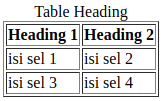 Table Heading
Heading 1 Heading 2
isi sel 1 isi sel 2
isi sel 3 isi sel 4